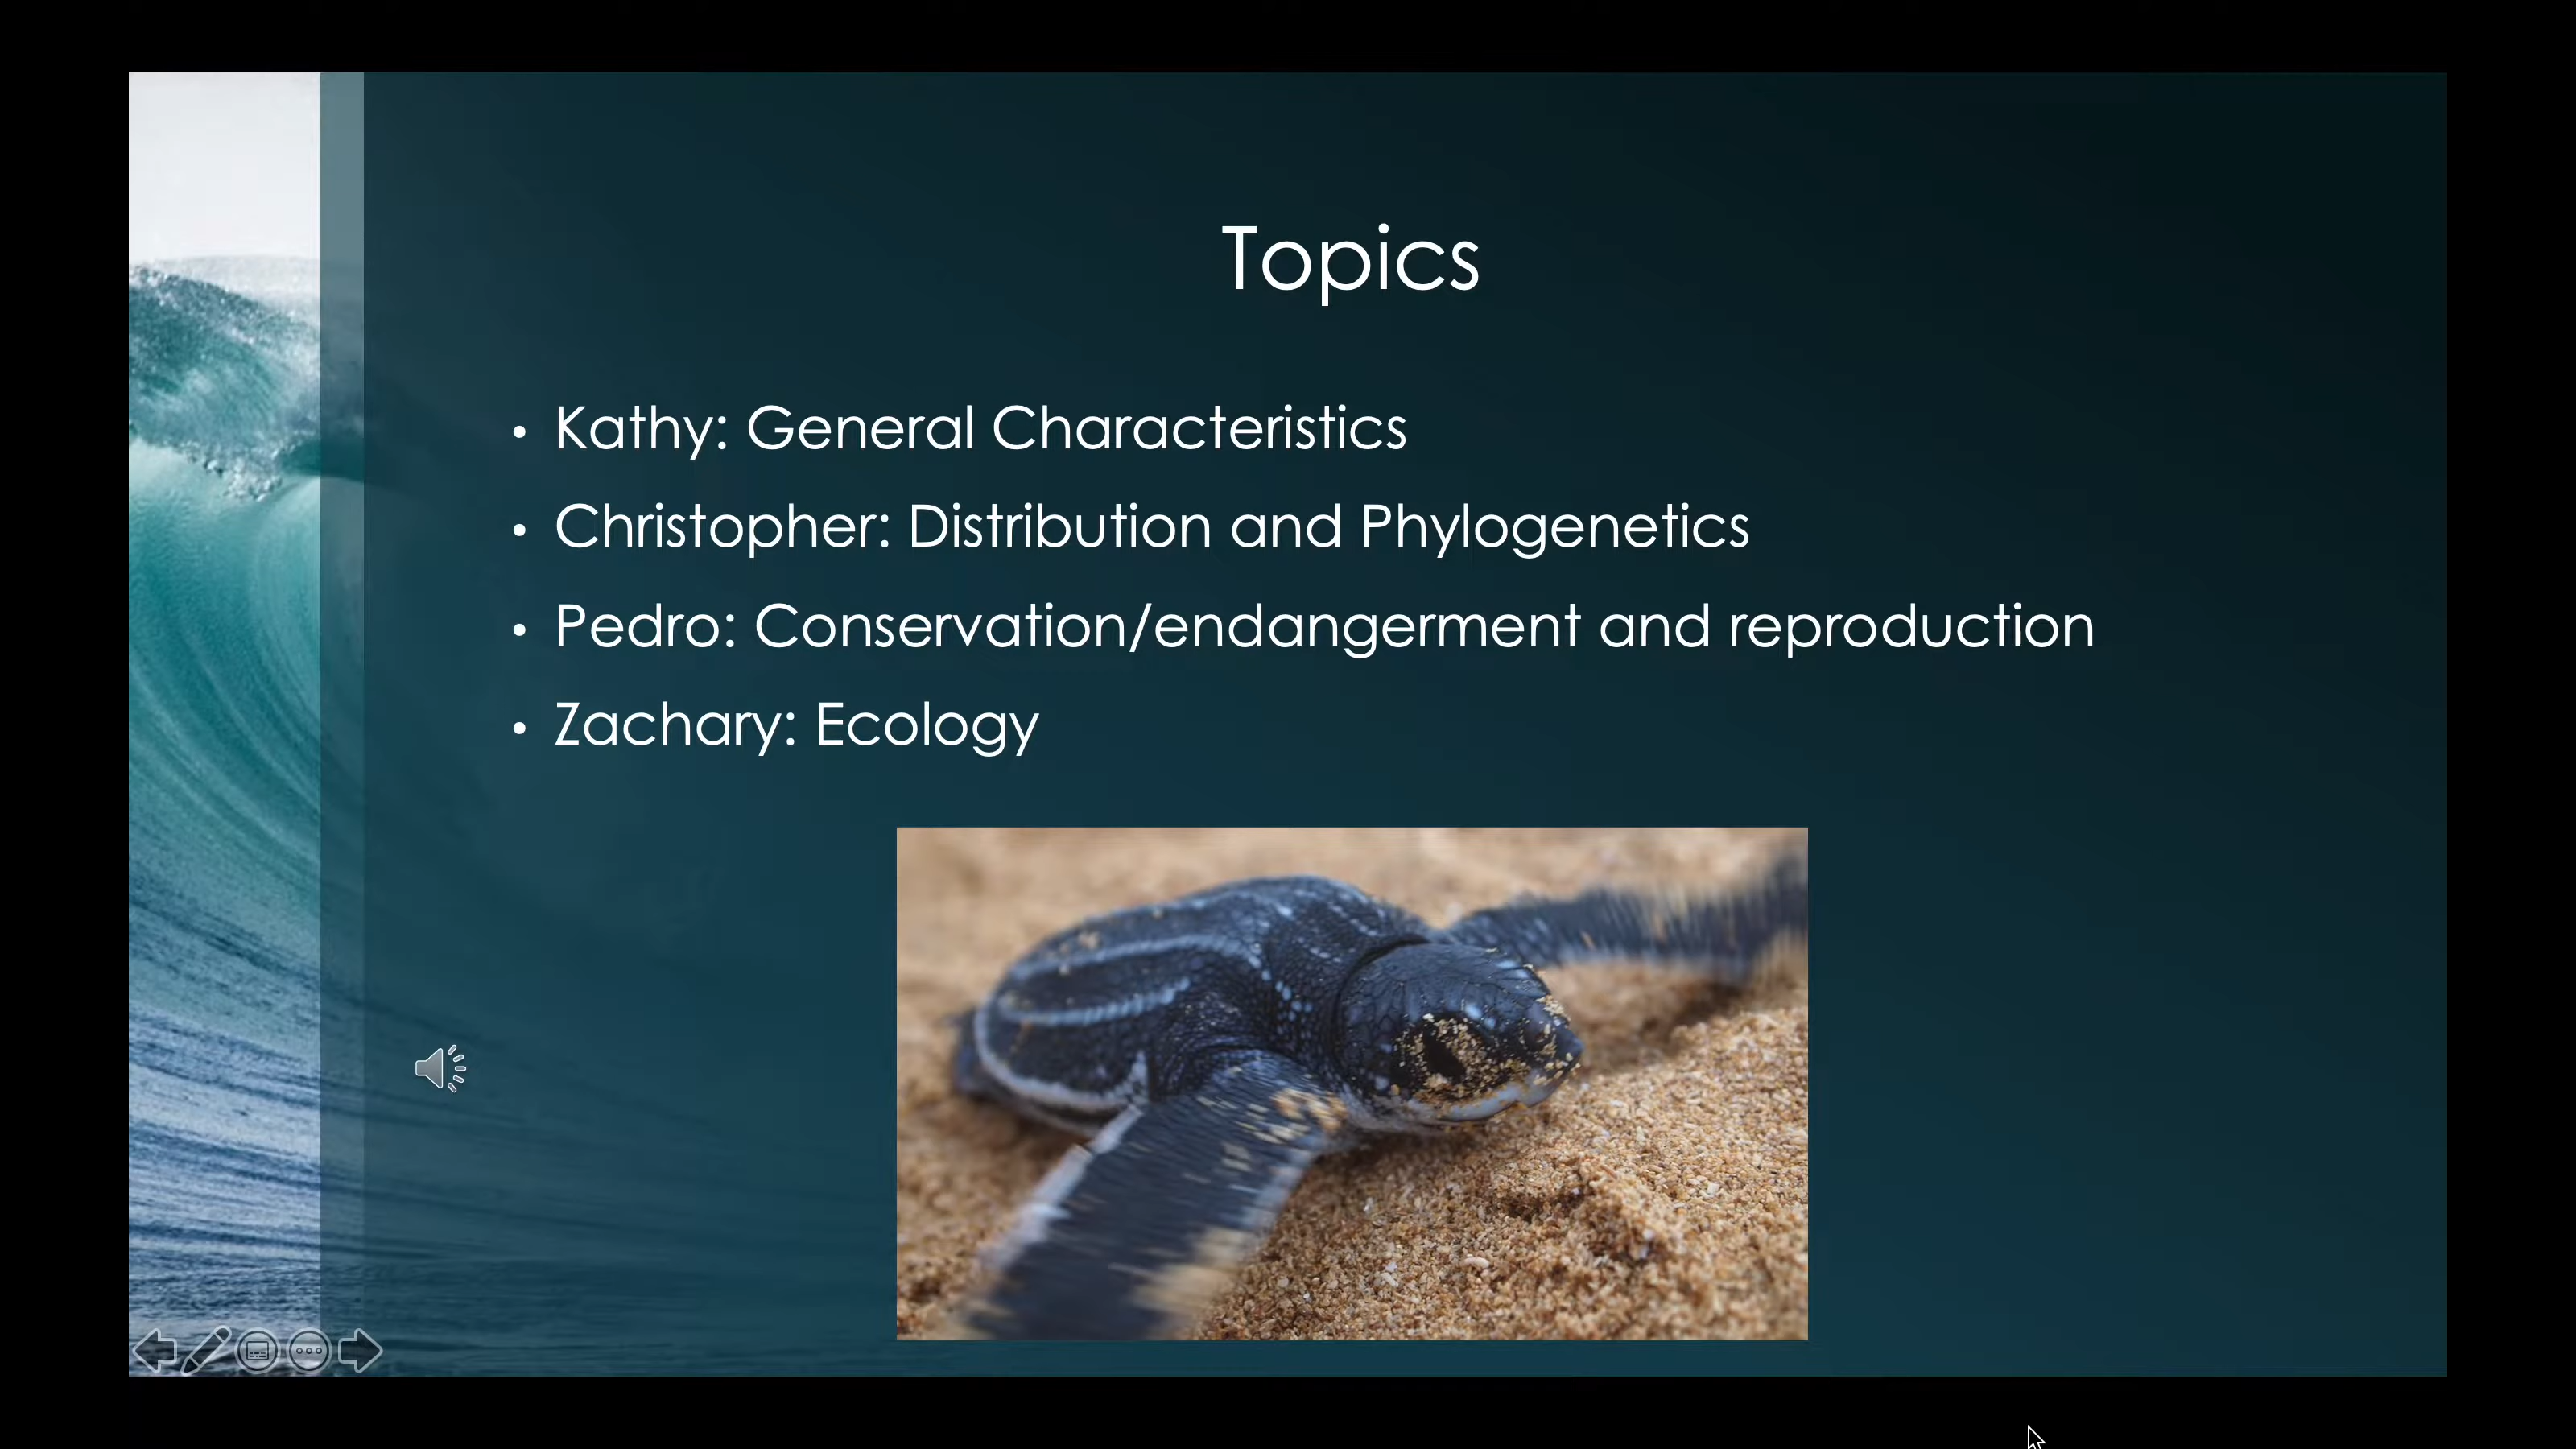 Topics
• Kathy: General Characteristics
• Christopher: Distribution and Phylogenetics
• Pedro: Conservation/endangerment and reproduction
• Zachary: Ecology